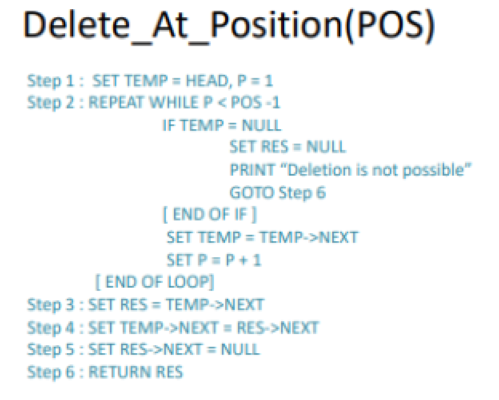 Delete_At_Position(POS)
Step 1 : SET TEMP = HEAD, P = 1
Step 2 : REPEAT WHILE P < POS -1
IF TEMP = NULL
SET RES = NULL
PRINT “Deletion is not possible”
GOTO Step 6
[ END OF IF ]
SET TEMP = TEMP->NEXT
SET P = P + 1
[ END OF LOOP]
Step 3 : SET RES = TEMP->NEXT
Step 4 : SET TEMP->NEXT = RES->NEXT
Step 5 : SET RES->NEXT = NULL
Step 6 : RETURN RES